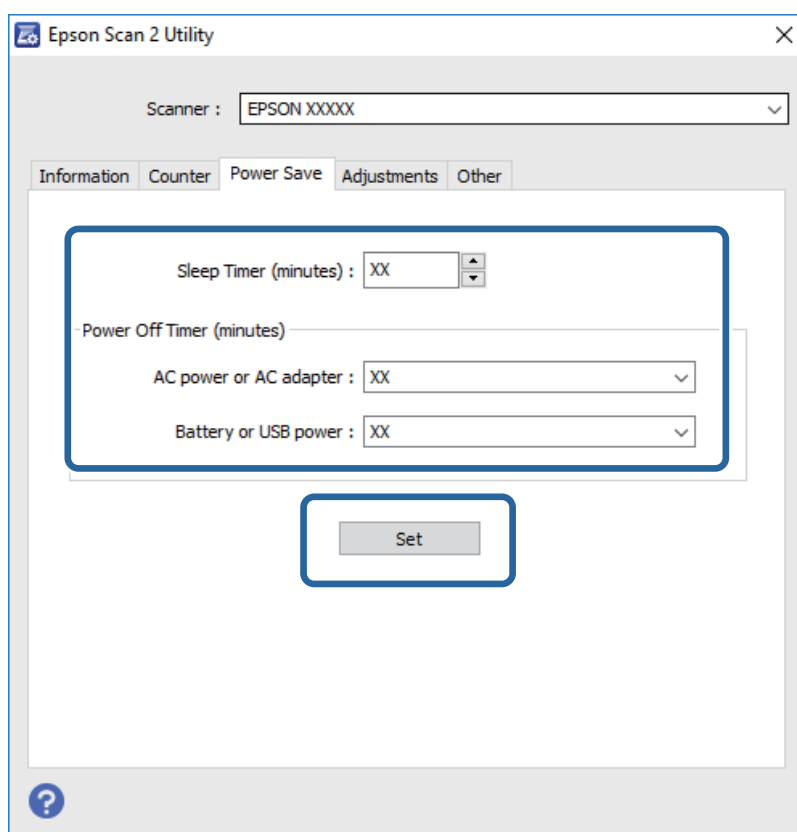 Epson Scan 2 Utility
Scanner : EPSON XXXXX
Information Counter Power Save Adjustments Other
Sleep Timer (minutes) : XX
Power Off Timer (minutes)
AC power or AC adapter : XX
Battery or USB power : XX
Set
?